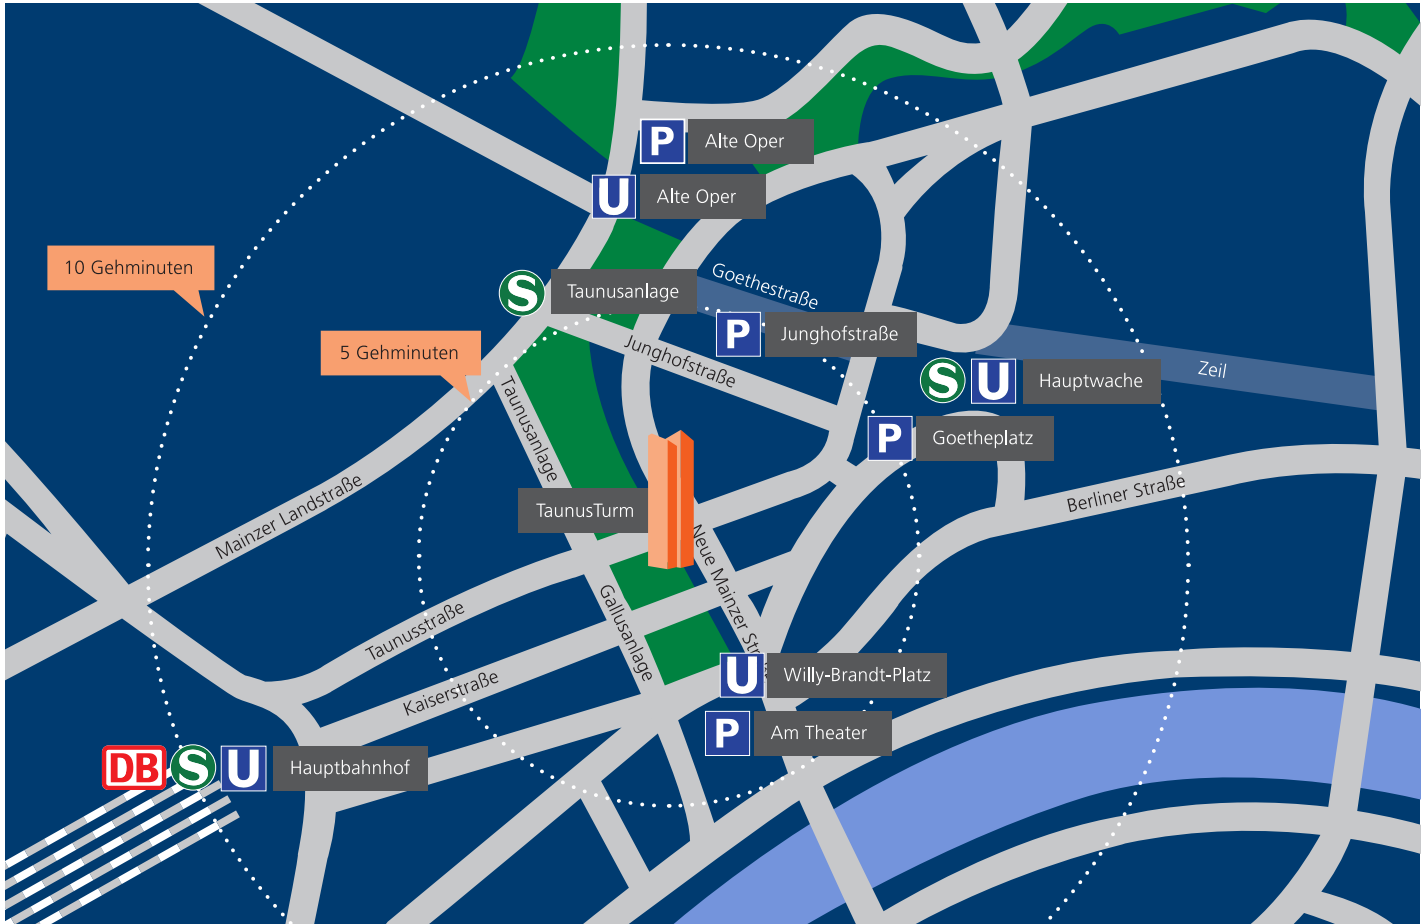 P Alte Oper
U Alte Oper
10 Gehminuten
S Taunusanlage
Goethestraße
P Junghofstraße
5 Gehminuten
Junghofstraße
Zeil
S U Hauptwache
Taunusanlage
P Goetheplatz
Mainzer Landstraße
Berliner Straße
TaunusTurm
Neue Mainzer
Gallusanlage
Taunusstraße
Kaiserstraße
U Willy-Brandt-Platz
P Am Theater
DB S U Hauptbahnhof